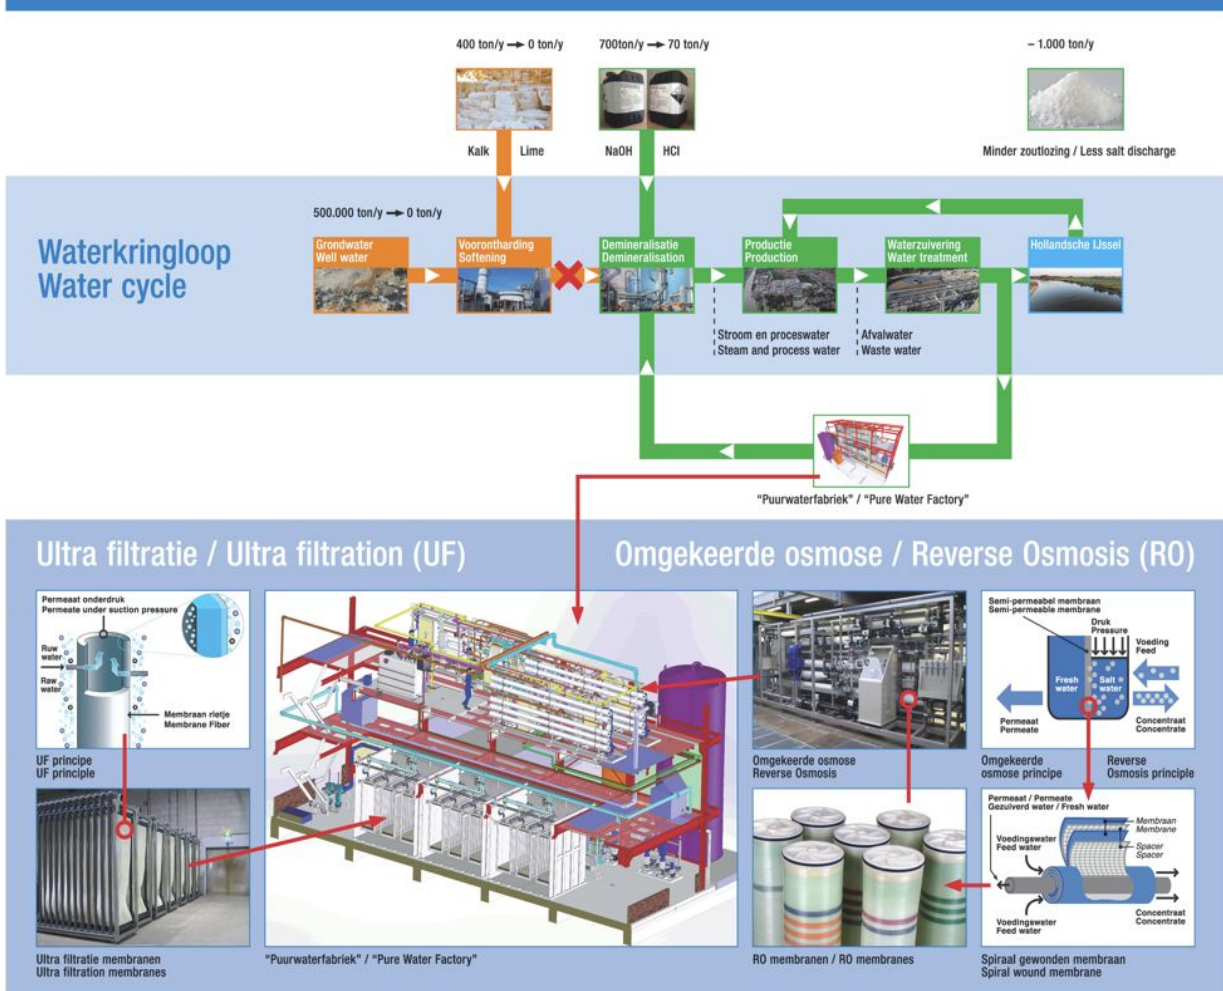 400 ton/y → 0 ton/y
700ton/y → 70 ton/y
– 1.000 ton/y
Kalk Lime
NaOH HCl
Minder zoutlozing / Less salt discharge
500.000 ton/y → 0 ton/y
Waterkringloop
Water cycle
Grondwater
Well water
Voorontharding
Softening
Demineralisatie
Demineralisation
Productie
Production
Waterzuivering
Water treatment
Hollandsche IJssel
Stroom en proceswater
Steam and process water
Afvalwater
Waste water
“Puurwaterfabriek” / “Pure Water Factory”
Ultra filtratie / Ultra filtration (UF)
Omgekeerde osmose / Reverse Osmosis (RO)
Permeaat onderdruk
Permeate under suction pressure
Ruw
water
Raw
water
Membraan rietje
Membrane Fiber
UF principe
UF principle
Ultra filtratie membranen
Ultra filtration membranes
“Puurwaterfabriek” / “Pure Water Factory”
Omgekeerde osmose
Reverse Osmosis
RO membranen / RO membranes
Semi-permeabel membraan
Semi-permeable membrane
Druk
Pressure
Voeding
Feed
Fresh
water
Salt
water
Permeaat
Permeate
Concentraat
Concentrate
Omgekeerde
osmose principe
Reverse
Osmosis principle
Permeaat / Permeate
Gezuiverd water / Fresh water
Membraan
Membrane
Spacer
Spacer
Voedingswater
Feed water
Voedingswater
Feed water
Concentraat
Concentrate
Spiraal gewonden membraan
Spiral wound membrane